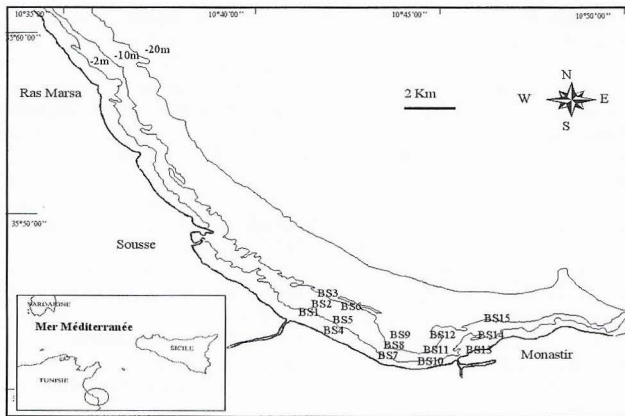 10°35'00"
10°40'00"
10°45'00"
10°50'00"
35°60'00"
-2m
-10m
-20m
Ras Marsa
2 Km
N
W
E
S
35°50'00"
Sousse
BS3
BS2
BS1
BS6
BS5
BS4
BS15
BS9
BS12
BS14
BS8
BS11
BS13
BS7
BS10
Monastir
SARDAIGNE
Mer Méditerranée
SICILE
TUNISIE